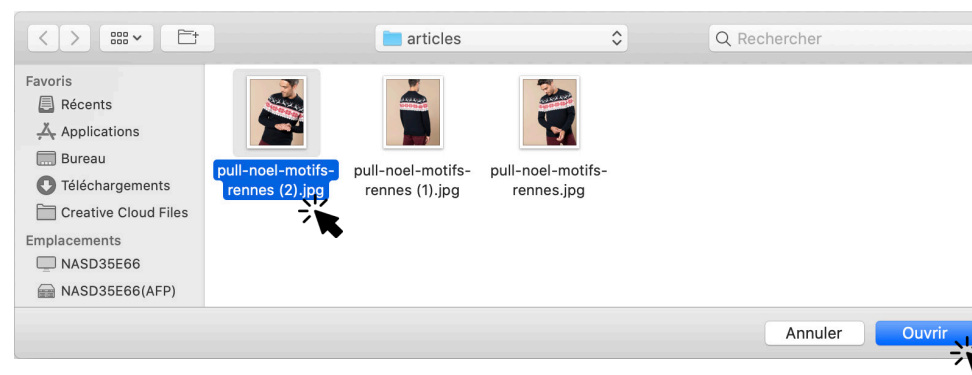 articles
Rechercher
Favoris
Récents
Applications
Bureau
Téléchargements
Creative Cloud Files
Emplacements
NASD35E66
NASD35E66(AFP)
pull-noel-motifs-
rennes (2).jpg
pull-noel-motifs-
rennes (1).jpg
pull-noel-motifs-
rennes.jpg
Annuler
Ouvrir